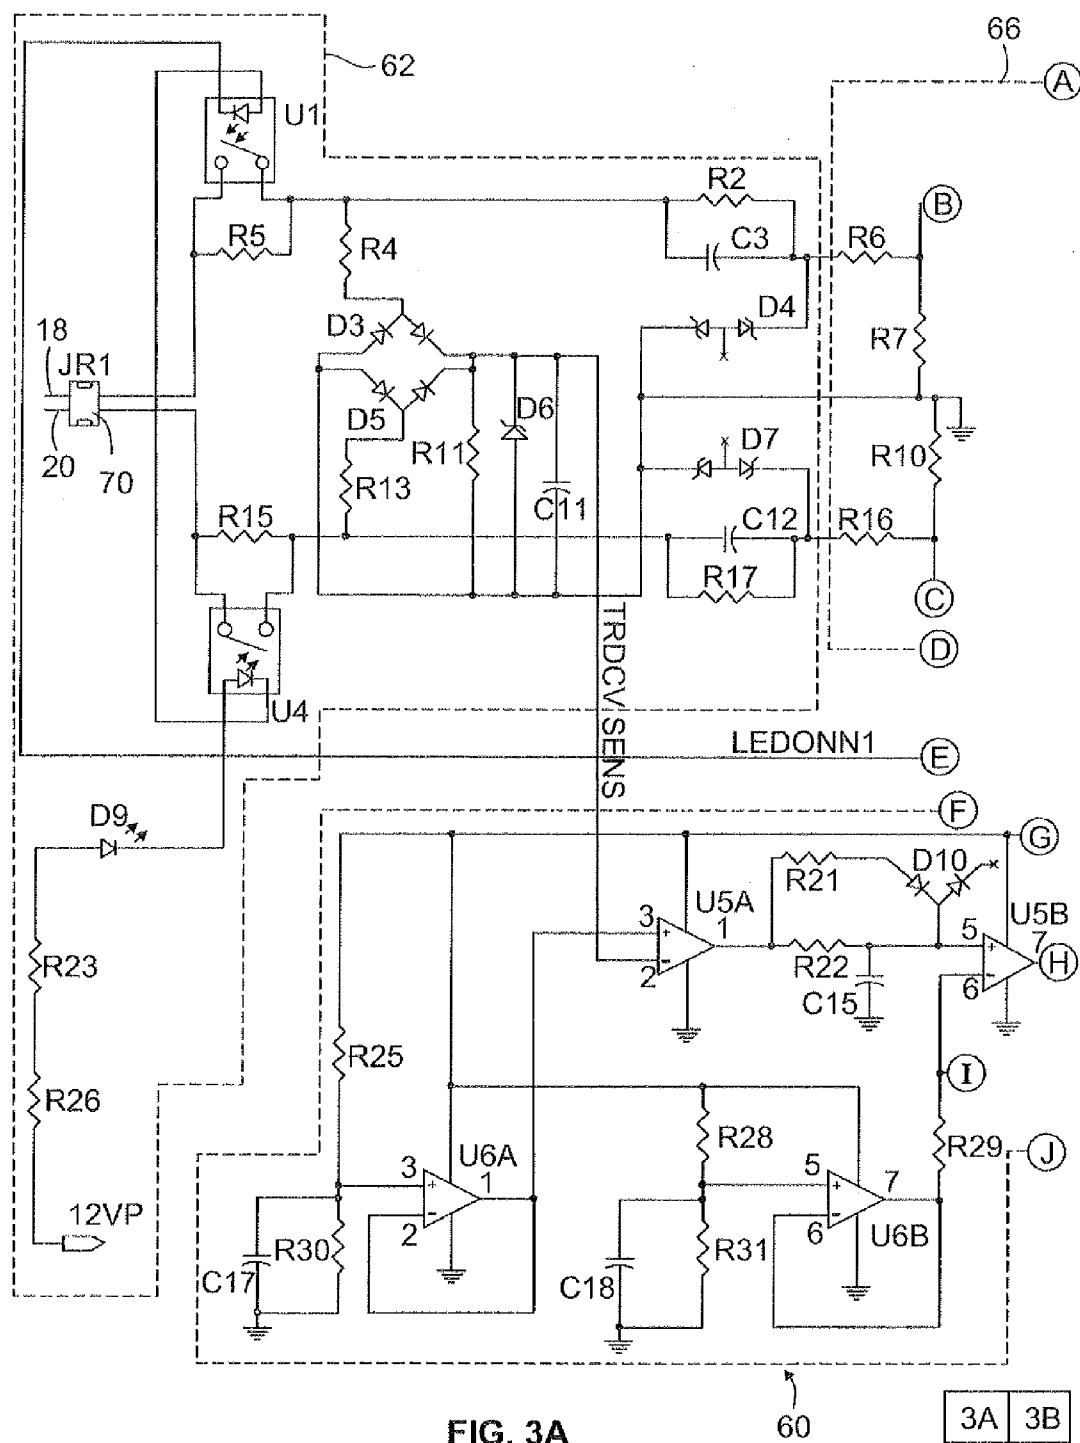 66
A
62
U1
R2
B
R5
R4
C3
R6
D3
D4
R7
18
JR1
D5
D6
D7
R11
R10
20
70
R13
R15
C11
C12
R16
R17
C
TRDCV SENS
D
U4
LEDONN1
E
D9
F
G
R21
D10
U5A
U5B
3
1
5
7
+
+
R23
-
R22
-
H
2
6
C15
R25
I
R26
R28
R29
J
3
U6A
1
5
7
+
+
12VP
-
-
2
R30
R31
6
U6B
C17
C18
60
3A 3B
FIG. 3A